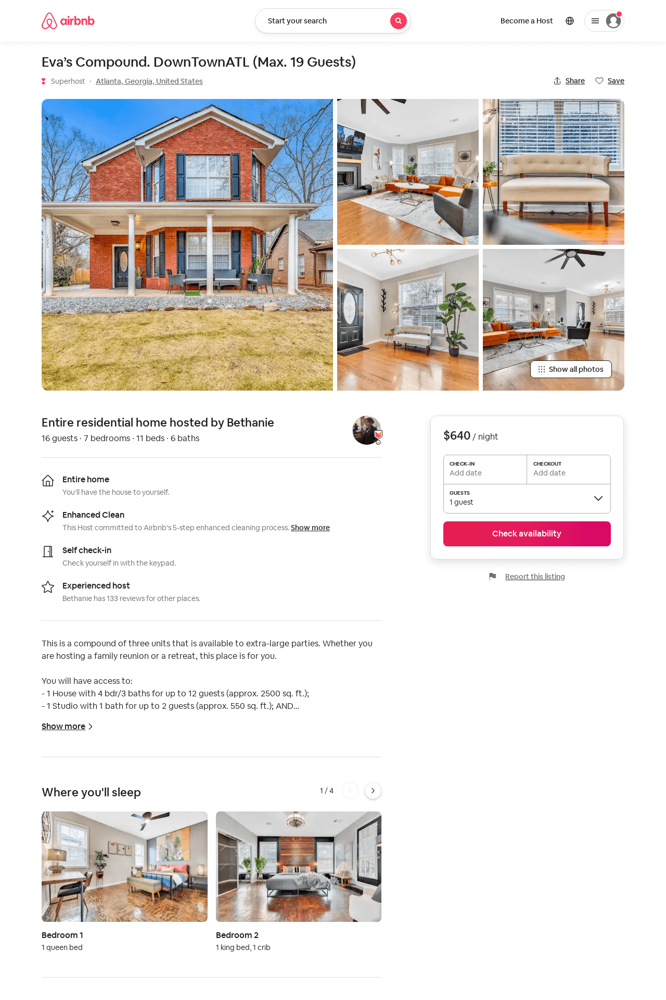 airbnb
Start your search
Become a Host
Eva’s Compound. DownTownATL (Max. 19 Guests)
Superhost · Atlanta, Georgia, United States
Share
Save
Show all photos
Entire residential home hosted by Bethanie
16 guests · 7 bedrooms · 11 beds · 6 baths
$640 / night
CHECK-IN
Add date
CHECKOUT
Add date
GUESTS
1 guest
Check availability
Report this listing
Entire home
You’ll have the house to yourself.
Enhanced Clean
This Host committed to Airbnb's 5-step enhanced cleaning process. Show more
Self check-in
Check yourself in with the keypad.
Experienced host
Bethanie has 133 reviews for other places.
This is a compound of three units that is available to extra-large parties. Whether you
are hosting a family reunion or a retreat, this place is for you.
You will have access to:
- 1 House with 4 bdr/3 baths for up to 12 guests (approx. 2500 sq. ft.);
- 1 Studio with 1 bath for up to 2 guests (approx. 550 sq. ft.); AND…
Show more
Where you'll sleep
1 / 4
Bedroom 1
1 queen bed
Bedroom 2
1 king bed, 1 crib